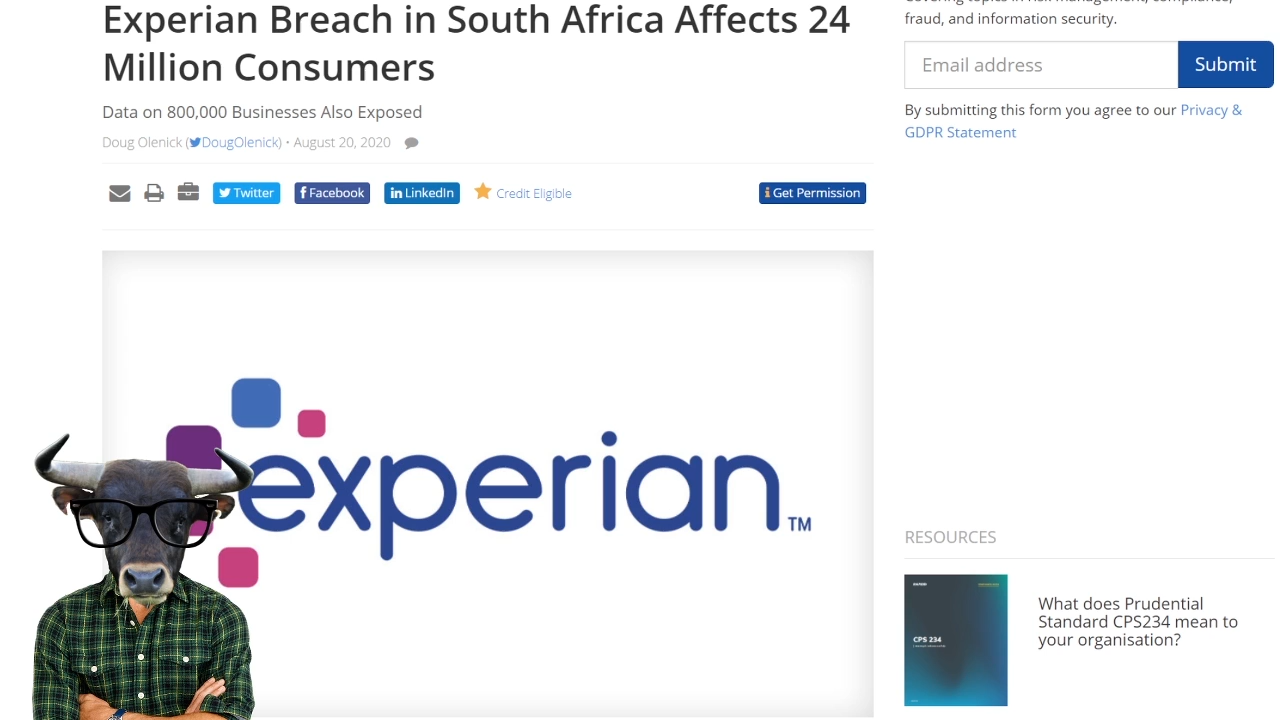 Experian Breach in South Africa Affects 24
Million Consumers
Data on 800,000 Businesses Also Exposed
Doug Olenick (DougOlenick) • August 20, 2020
Twitter
Facebook
in LinkedIn
Credit Eligible
Get Permission
experian™
fraud, and information security.
Email address
Submit
By submitting this form you agree to our Privacy &
GDPR Statement
RESOURCES
CPS 234
What does Prudential
Standard CPS234 mean to
your organisation?